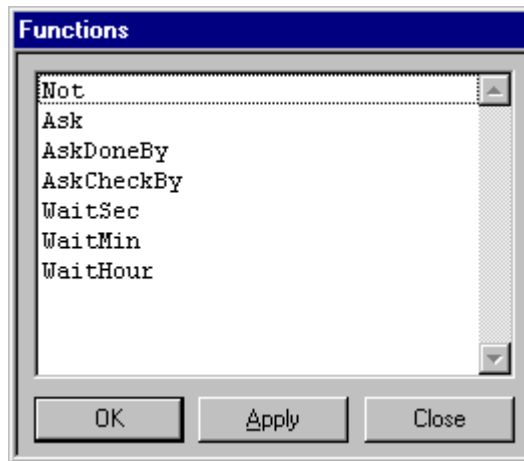 Functions
Not
Ask
AskDoneBy
AskCheckBy
WaitSec
WaitMin
WaitHour
OK Apply Close